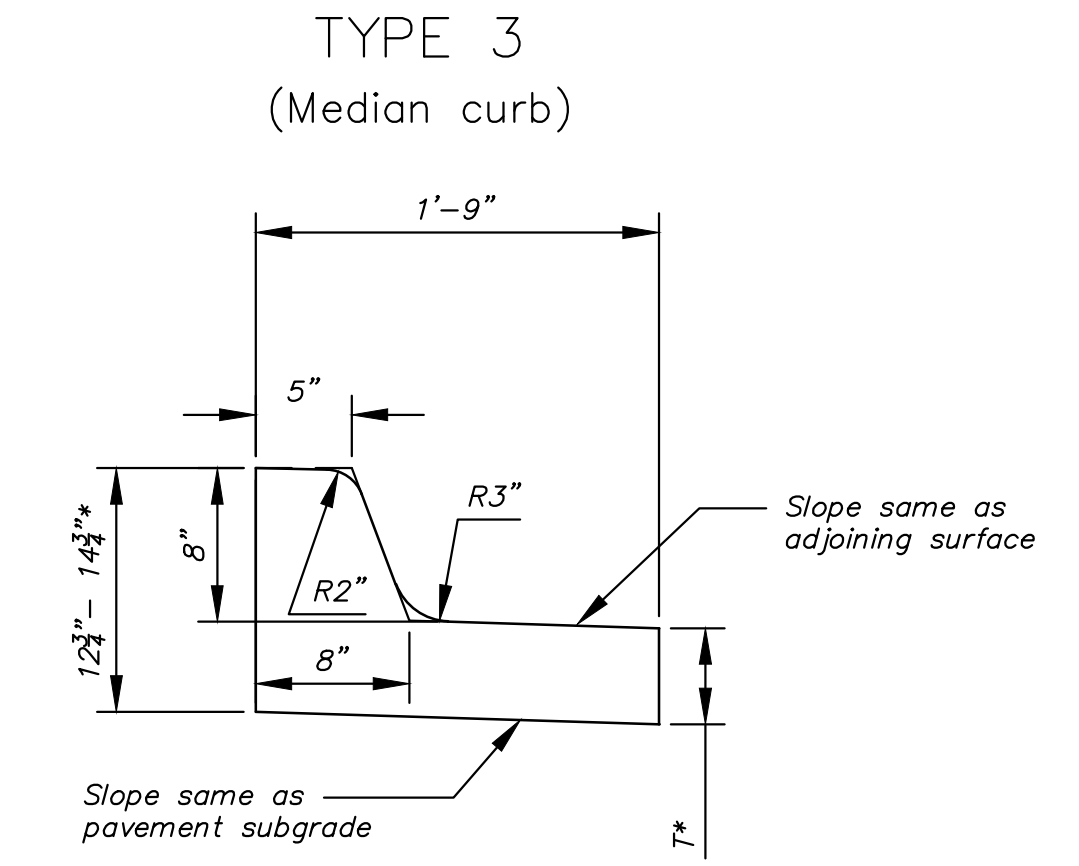 TYPE 3
(Median curb)
1'-9"
5"
R3"
Slope same as
adjoining surface
8"
12¾"- 14¾"*
R2"
8"
Slope same as
pavement subgrade
T*